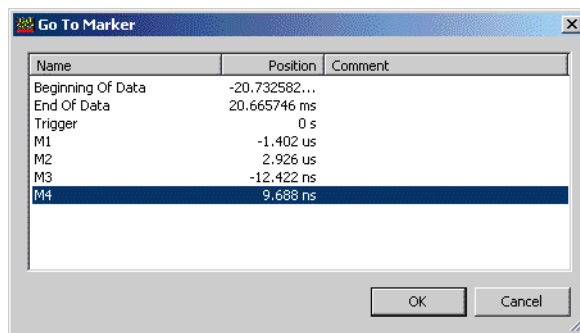 Go To Marker
Name Position Comment
Beginning Of Data -20.732582...
End Of Data 20.665746 ms
Trigger 0 s
M1 -1.402 us
M2 2.926 us
M3 -12.422 ns
M4 9.688 ns
OK Cancel